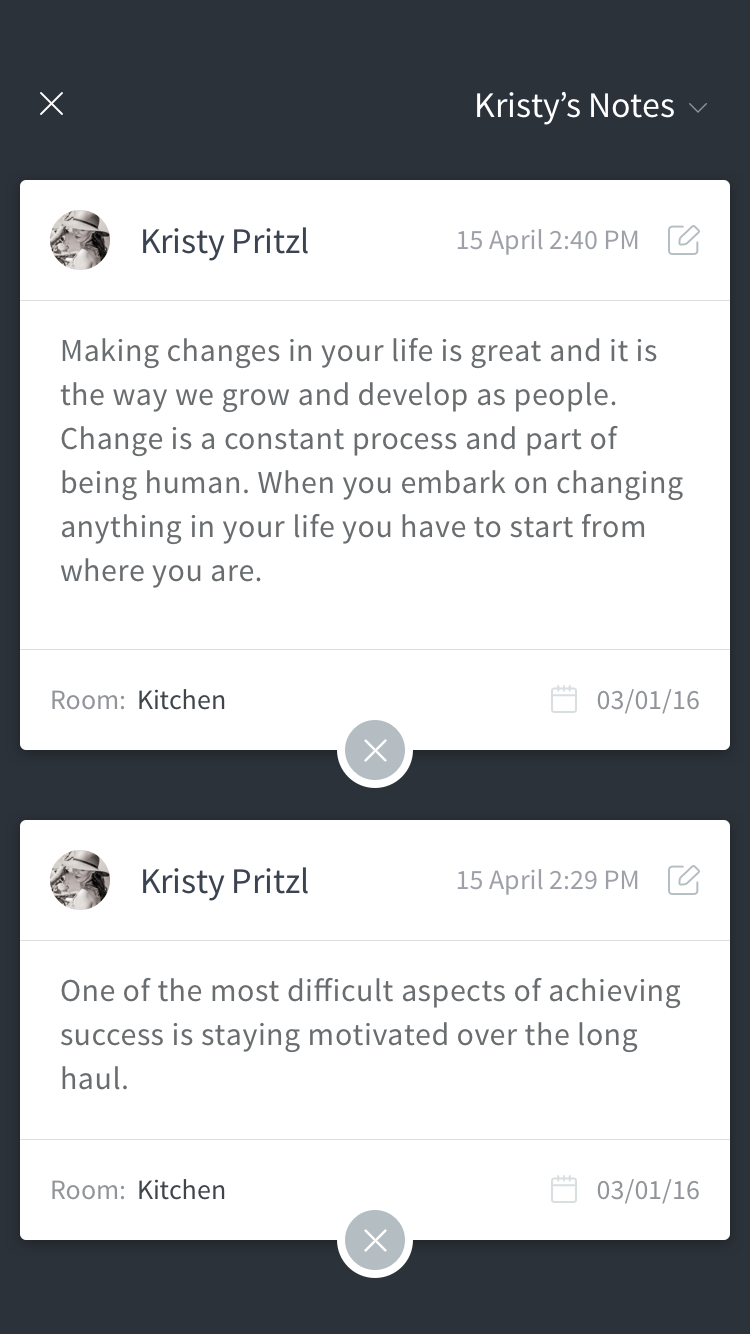 Kristy’s Notes
Kristy Pritzl 15 April 2:40 PM
Making changes in your life is great and it is
the way we grow and develop as people.
Change is a constant process and part of
being human. When you embark on changing
anything in your life you have to start from
where you are.
Room: Kitchen 03/01/16
Kristy Pritzl 15 April 2:29 PM
One of the most difficult aspects of achieving
success is staying motivated over the long
haul.
Room: Kitchen 03/01/16